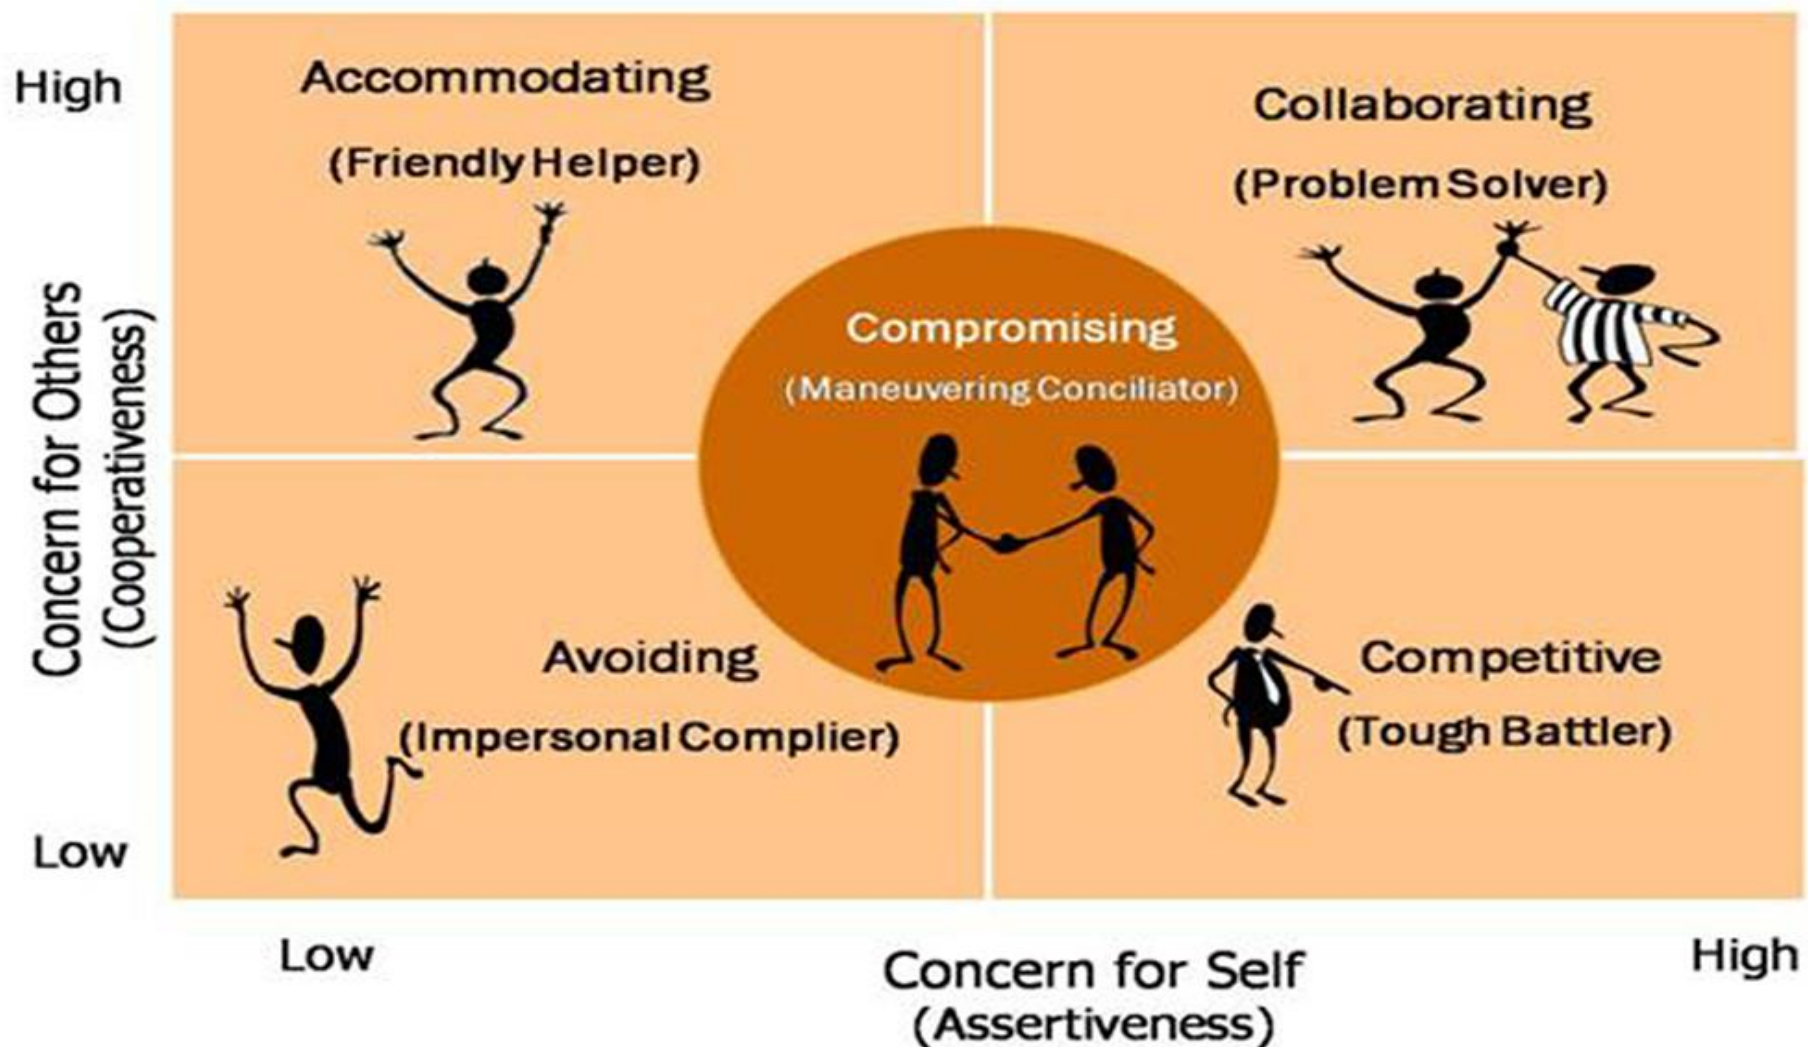 High
Accommodating
(Friendly Helper)
Collaborating
(Problem Solver)
Compromising
(Maneuvering Conciliator)
Concern for Others
(Cooperativeness)
Avoiding
(Impersonal Complier)
Competitive
(Tough Battler)
Low
Low
Concern for Self
(Assertiveness)
High